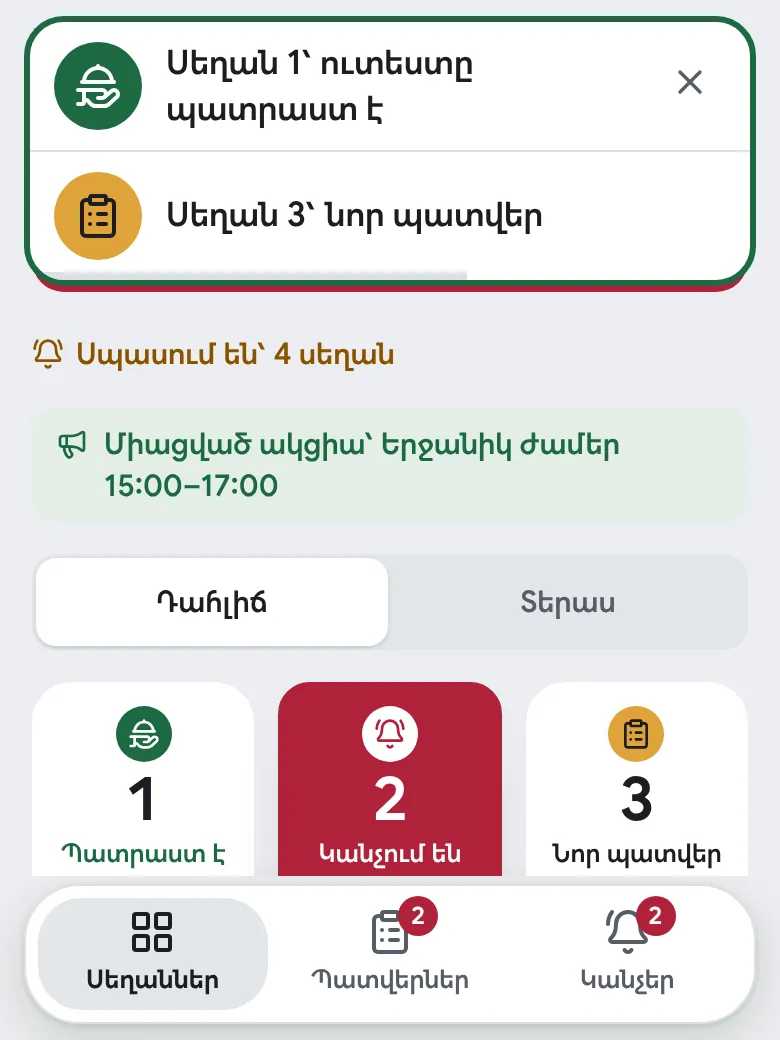 Սեղան 1՝ ուտեստը
պատրաստ է
Սեղան 3՝ նոր պատվեր
Սպասում են՝ 4 սեղան
Միացված ակցիա՝ Երջանիկ ժամեր
15:00–17:00
Դահլիճ
Տերաս
1
Պատրաստ է
2
Կանչում են
3
Նոր պատվեր
Սեղաններ
2
Պատվերներ
2
Կանչեր